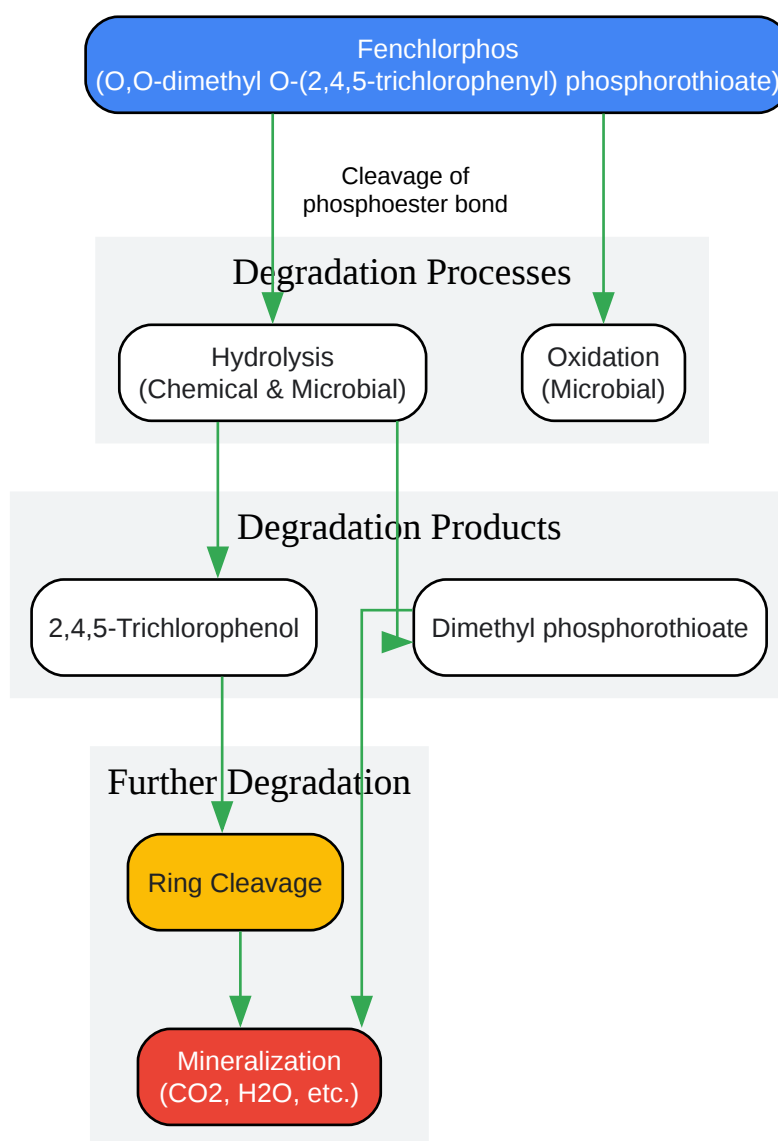 Fenchlorphos
(O,O-dimethyl O-(2,4,5-trichlorophenyl) phosphorothioate)
Cleavage of
phosphoester bond
Degradation Processes
Hydrolysis
(Chemical & Microbial)
Oxidation
(Microbial)
Degradation Products
2,4,5-Trichlorophenol
Dimethyl phosphorothioate
Further Degradation
Ring Cleavage
Mineralization
(CO2, H2O, etc.)